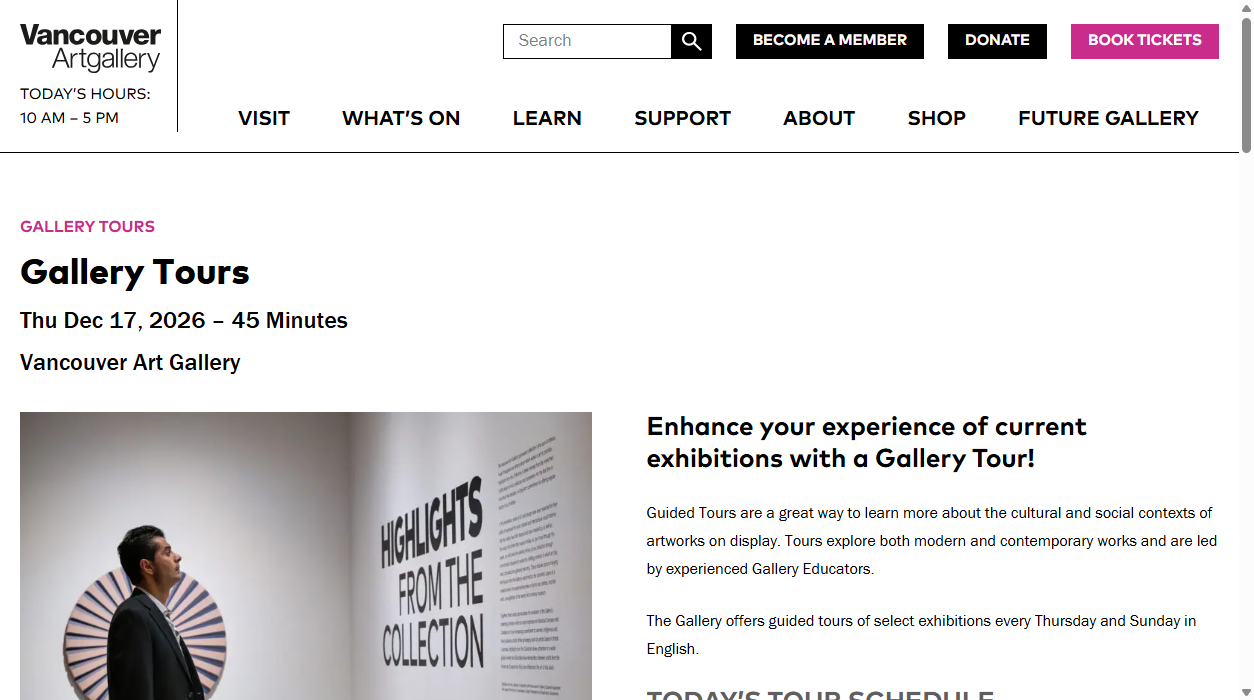 Vancouver
Artgallery
TODAY'S HOURS:
10 AM – 5 PM
Search
BECOME A MEMBER
DONATE
BOOK TICKETS
VISIT
WHAT'S ON
LEARN
SUPPORT
ABOUT
SHOP
FUTURE GALLERY
GALLERY TOURS
Gallery Tours
Thu Dec 17, 2026 – 45 Minutes
Vancouver Art Gallery
HIGHLIGHTS
FROM THE
COLLECTION
Enhance your experience of current
exhibitions with a Gallery Tour!
Guided Tours are a great way to learn more about the cultural and social contexts of
artworks on display. Tours explore both modern and contemporary works and are led
by experienced Gallery Educators.
The Gallery offers guided tours of select exhibitions every Thursday and Sunday in
English.
TODAY'S TOUR SCHEDULE